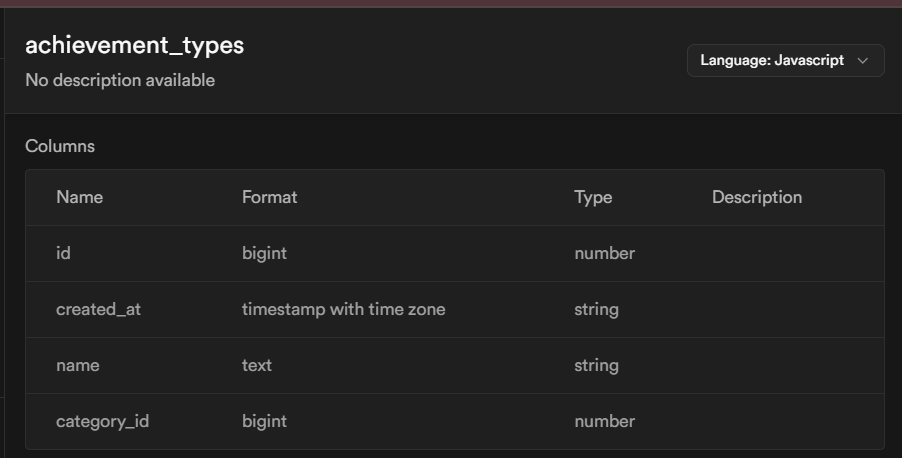 achievement_types
Language: Javascript
No description available
Columns
Name Format Type Description
id bigint number
created_at timestamp with time zone string
name text string
category_id bigint number